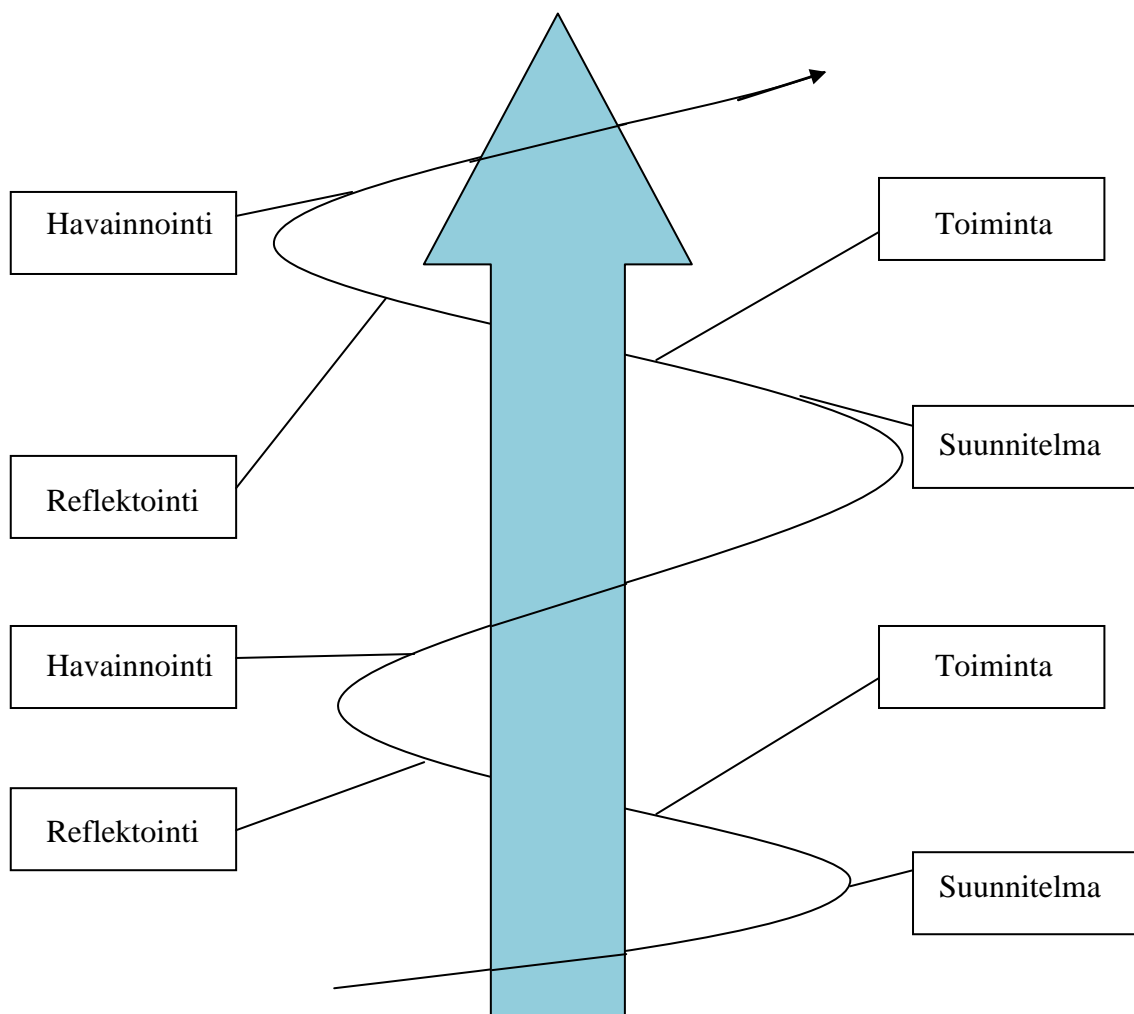 Havainnointi
Toiminta
Suunnitelma
Reflektointi
Havainnointi
Toiminta
Reflektointi
Suunnitelma